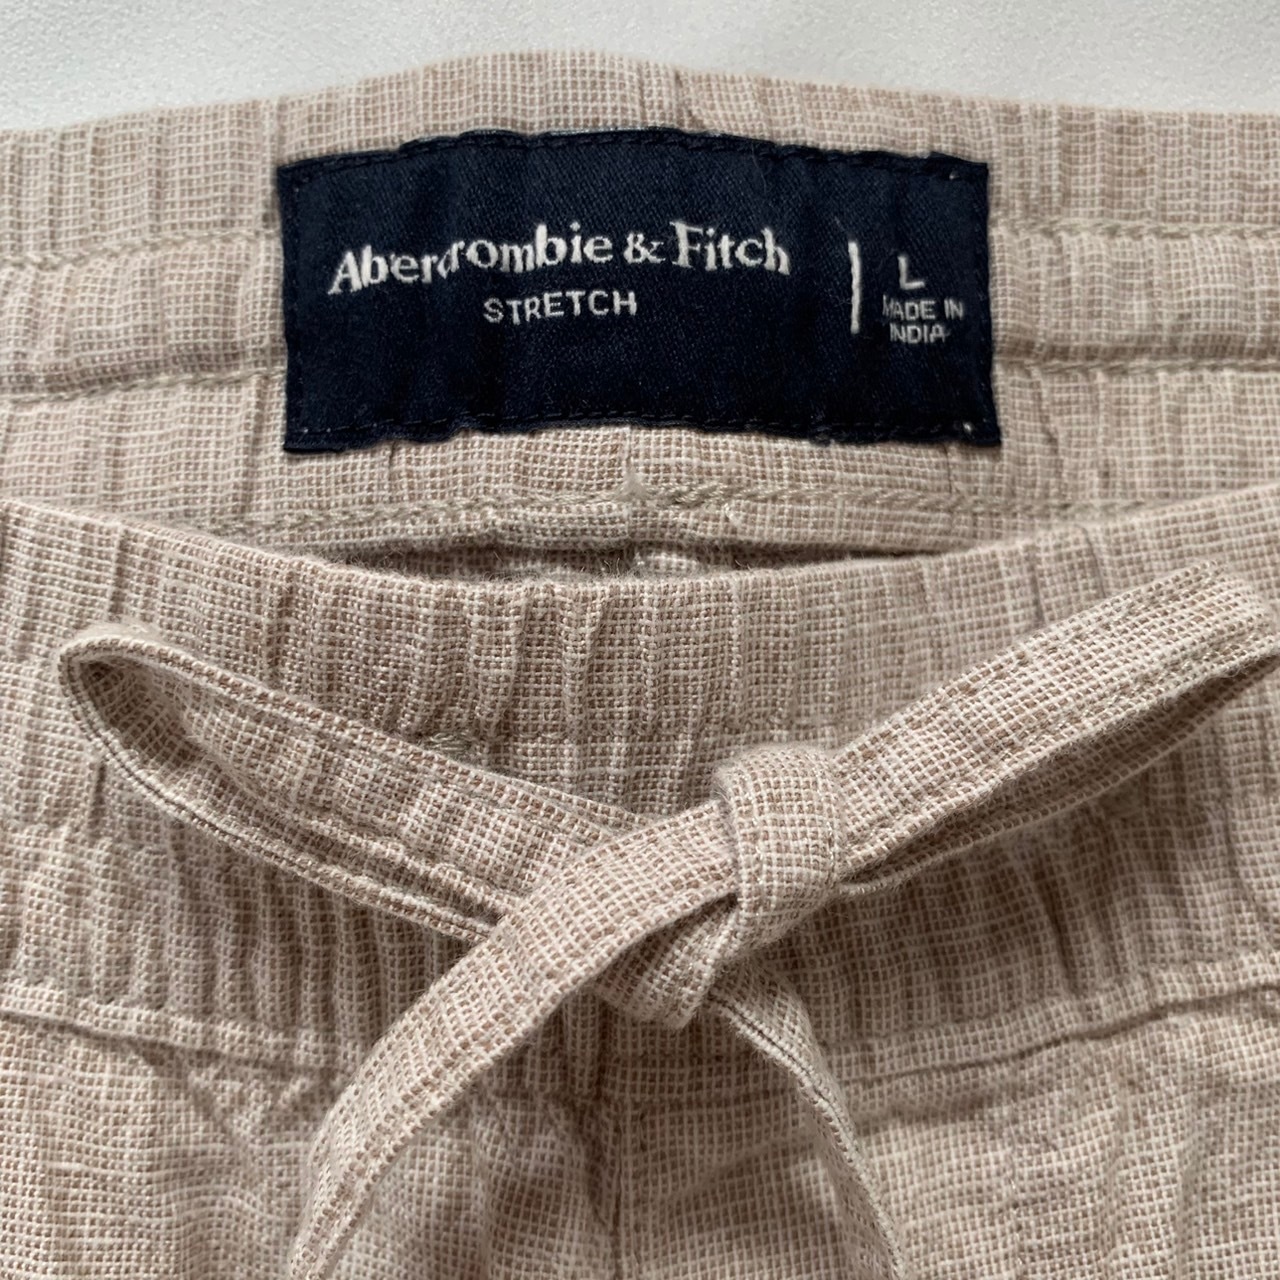 Abercrombie & Fitch
STRETCH
L
MADE IN
INDIA